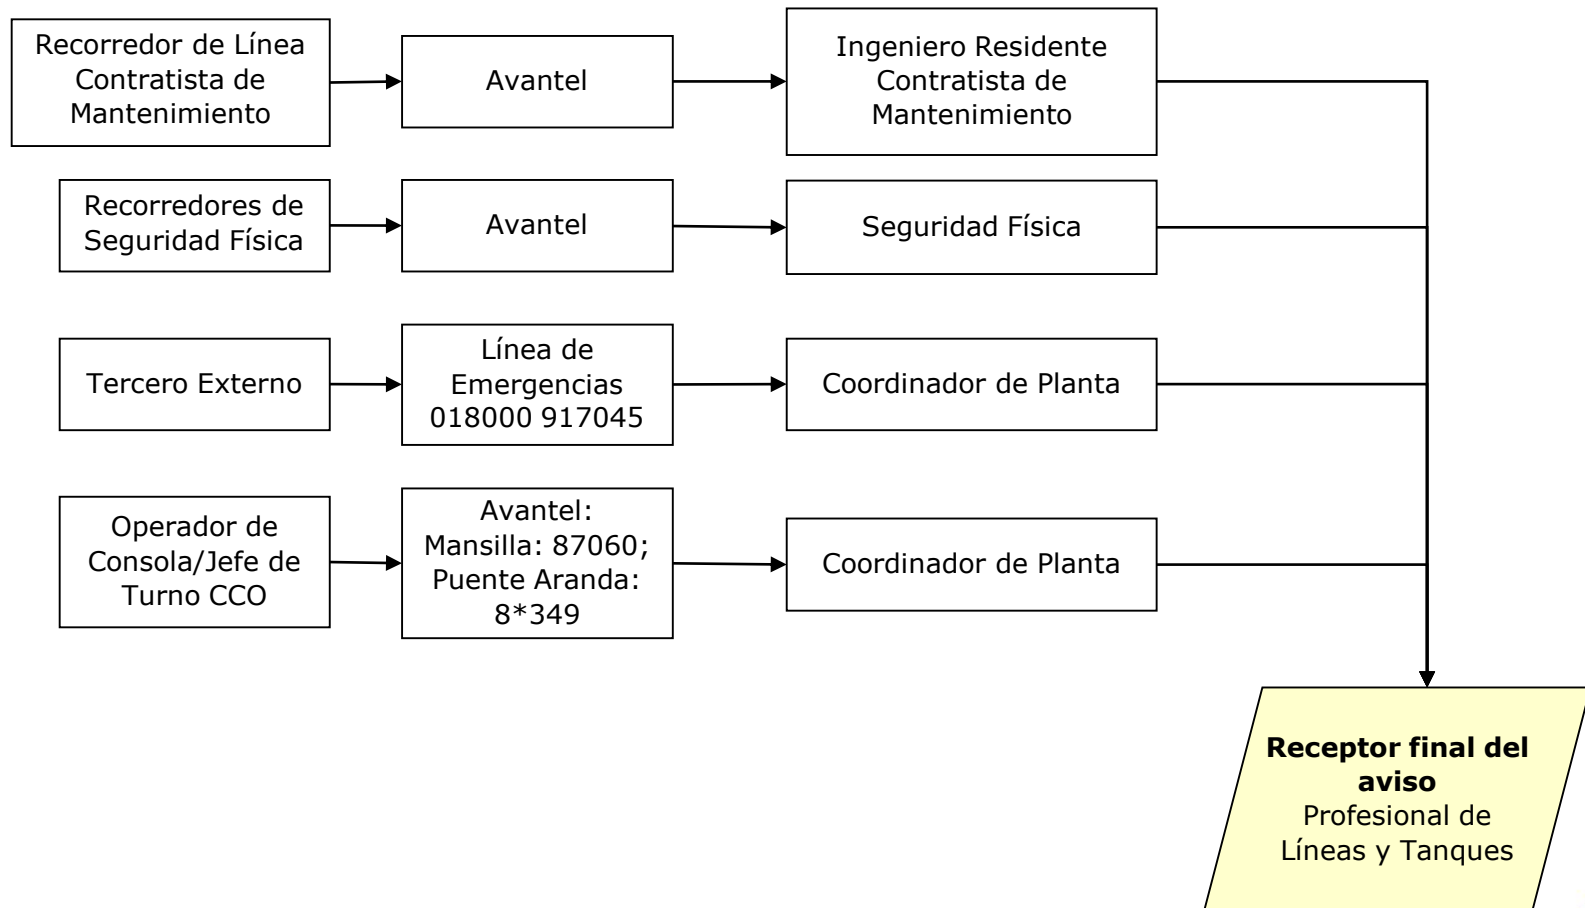 Recorredor de Línea
Contratista de
Mantenimiento
Avantel
Ingeniero Residente
Contratista de
Mantenimiento
Recorredores de
Seguridad Física
Avantel
Seguridad Física
Tercero Externo
Línea de
Emergencias
018000 917045
Coordinador de Planta
Operador de
Consola/Jefe de
Turno CCO
Avantel:
Mansilla: 87060;
Puente Aranda:
8*349
Coordinador de Planta
Receptor final del
aviso
Profesional de
Líneas y Tanques